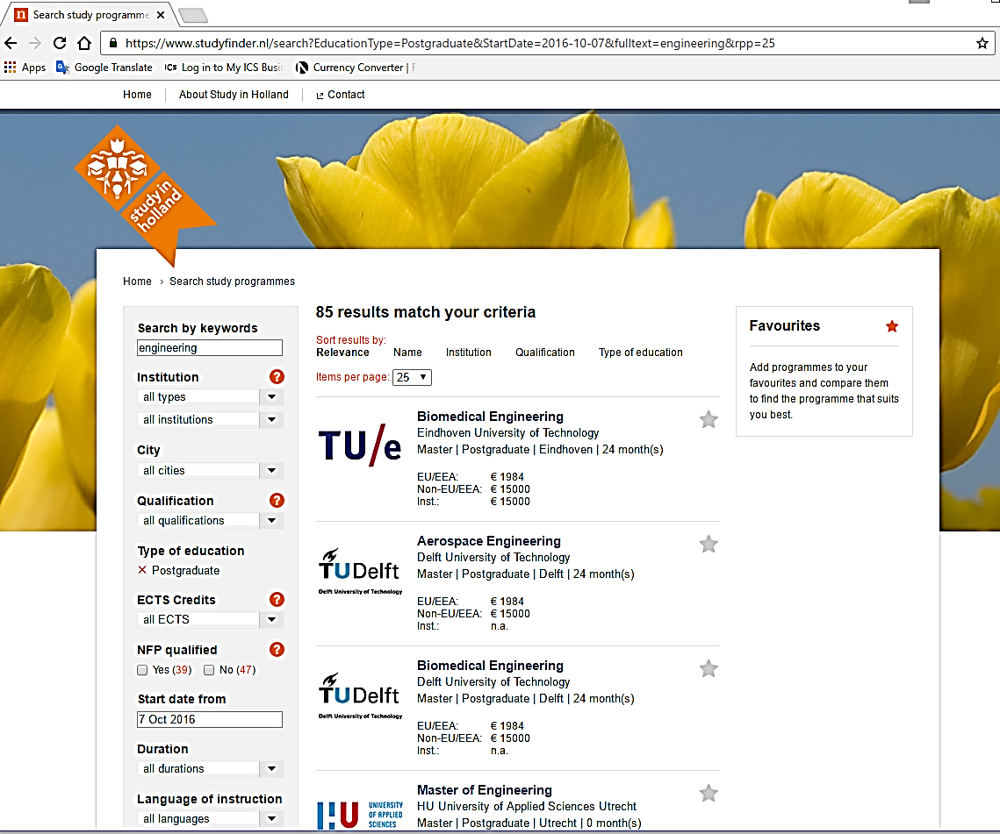 Search study programme
https://www.studyfinder.nl/search?EducationType=Postgraduate&StartDate=2016-10-07&fulltext=engineering&rpp=25
Apps Google Translate ICS Log in to My ICS Busi Currency Converter |
Home About Study in Holland Contact
study in
holland
Home › Search study programmes
Search by keywords
engineering
Institution ?
all types
all institutions
City
all cities
Qualification ?
all qualifications
Type of education
Postgraduate
ECTS Credits ?
all ECTS
NFP qualified ?
Yes (39) No (47)
Start date from
7 Oct 2016
Duration
all durations
Language of instruction
all languages
85 results match your criteria
Sort results by:
Relevance Name Institution Qualification Type of education
Items per page: 25
TU/e
Biomedical Engineering
Eindhoven University of Technology
Master | Postgraduate | Eindhoven | 24 month(s)
EU/EEA: € 1984
Non-EU/EEA: € 15000
Inst.: € 15000
TUDelft
Delft University of Technology
Aerospace Engineering
Delft University of Technology
Master | Postgraduate | Delft | 24 month(s)
EU/EEA: € 1984
Non-EU/EEA: € 15000
Inst.: n.a.
TUDelft
Delft University of Technology
Biomedical Engineering
Delft University of Technology
Master | Postgraduate | Delft | 24 month(s)
EU/EEA: € 1984
Non-EU/EEA: € 15000
Inst.: n.a.
HU UNIVERSITY
OF APPLIED
SCIENCES
Master of Engineering
HU University of Applied Sciences Utrecht
Master | Postgraduate | Utrecht | 0 month(s)
Favourites
Add programmes to your
favourites and compare them
to find the programme that suits
you best.